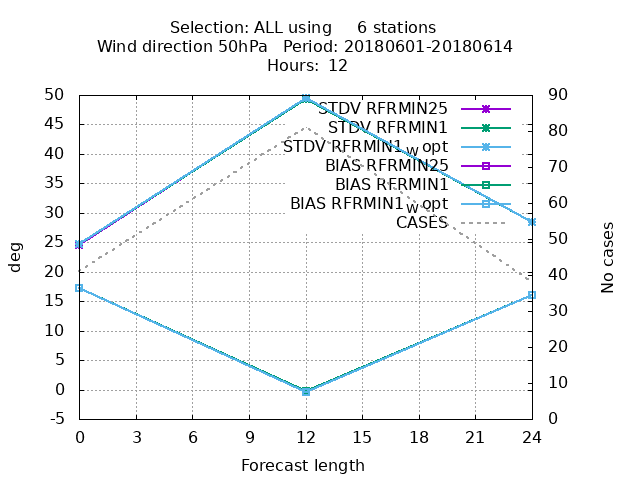 Selection: ALL using     6 stations
Wind direction 50hPa   Period: 20180601-20180614
Hours: 12
STDV RFRMIN25
STDV RFRMIN1
STDV RFRMIN1w opt
BIAS RFRMIN25
BIAS RFRMIN1
BIAS RFRMIN1w opt
CASES
deg
50
45
40
35
30
25
20
15
10
5
0
-5
No cases
90
80
70
60
50
40
30
20
10
0
0 3 6 9 12 15 18 21 24
Forecast length